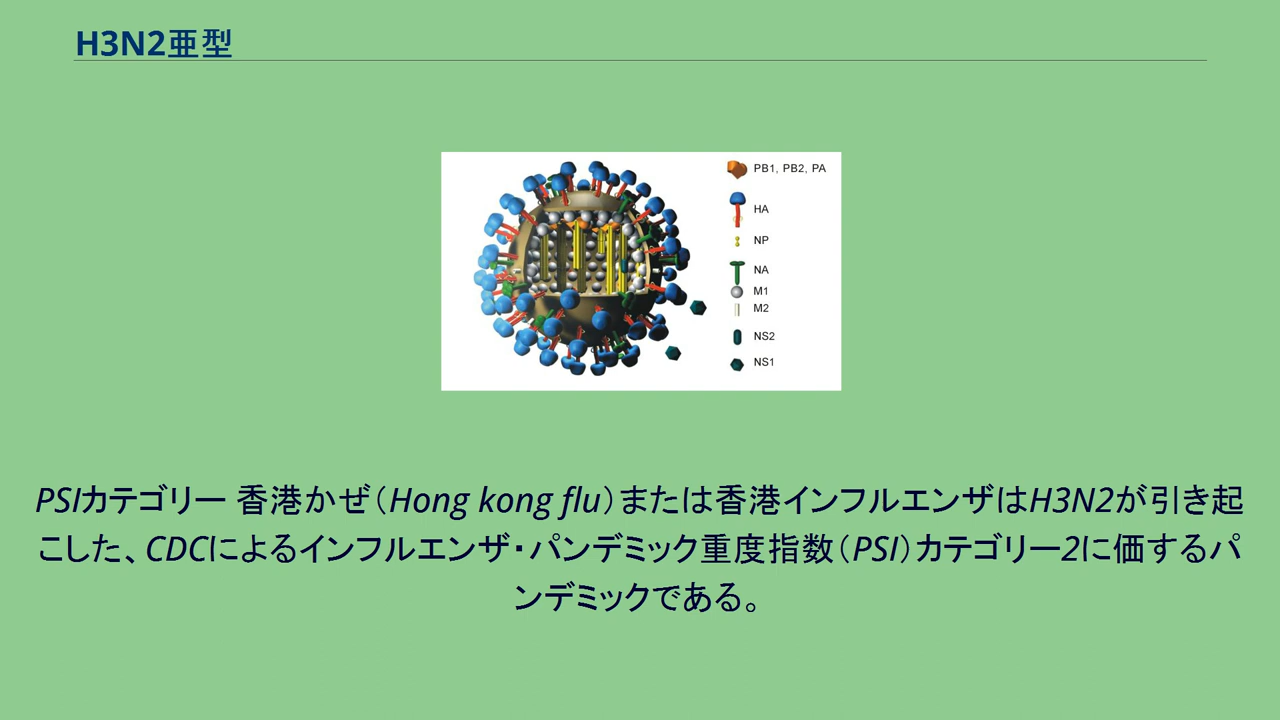 H3N2亜型
PB1, PB2, PA
HA
NP
NA
M1
M2
NS2
NS1
PSIカテゴリー 香港かぜ（Hong kong flu）または香港インフルエンザはH3N2が引き起
こした、CDCによるインフルエンザ・パンデミック重度指数（PSI）カテゴリー2に価するパ
ンデミックである。